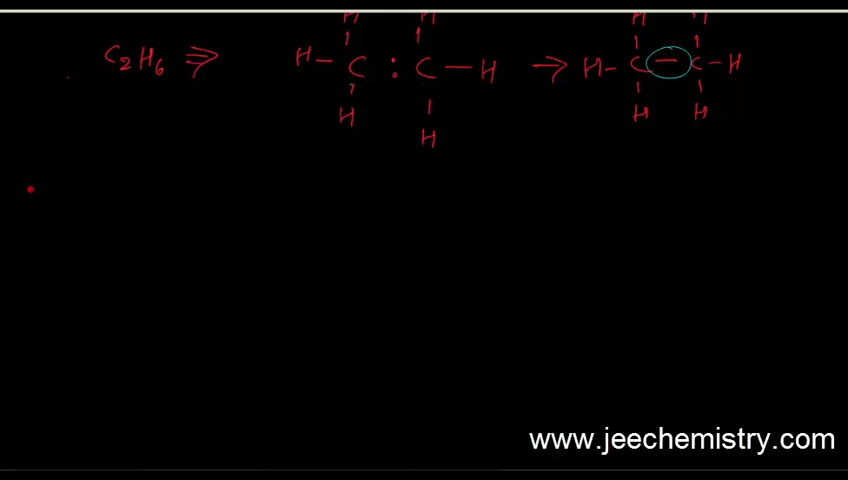 H H H H
C₂H₆ ⇒ H – C : C – H → H – C – C – H
H H H
H
www.jeechemistry.com